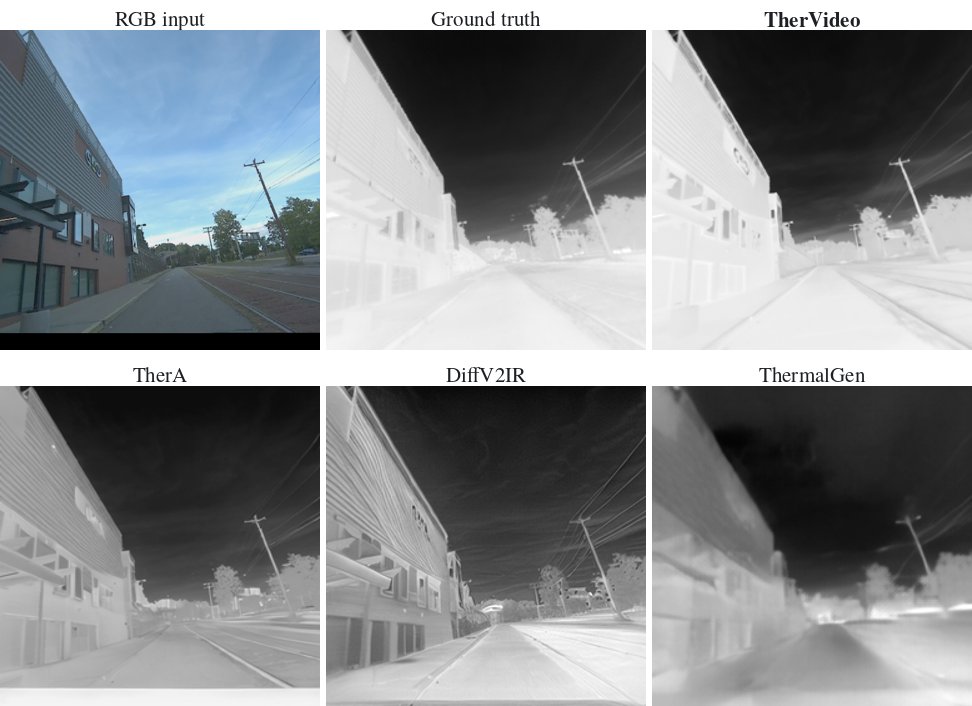 RGB input
Ground truth
TherVideo
TherA
DiffV2IR
ThermalGen